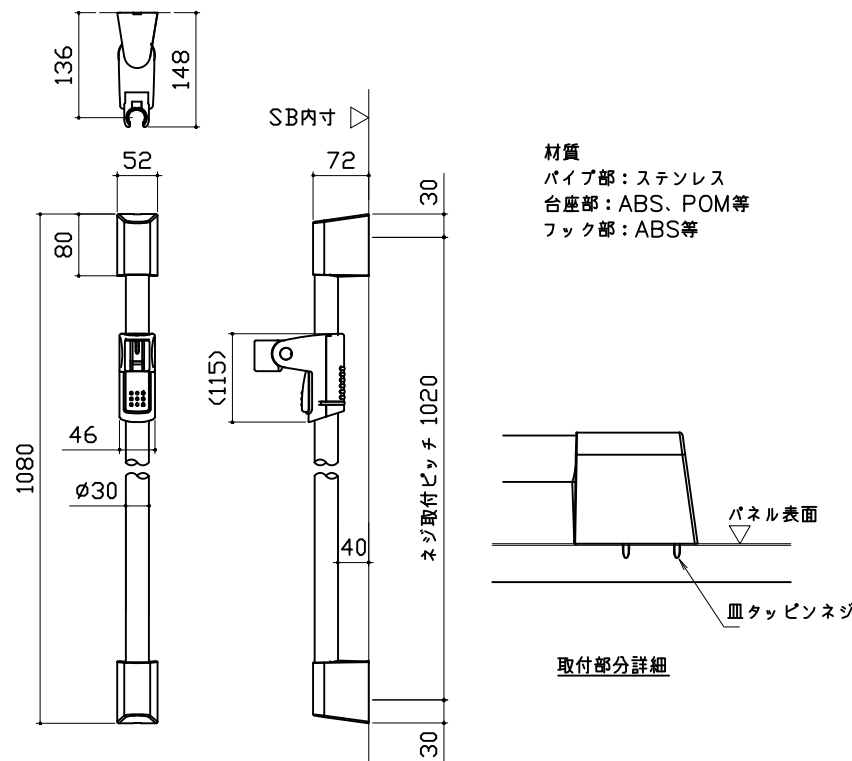 136
148
SB内寸
52
72
30
80
材質
パイプ部：ステンレス
台座部：ABS、POM等
フック部：ABS等
(115)
46
1080
ø30
40
ネジ取付ピッチ 1020
30
パネル表面
皿タッピンネジ
取付部分詳細